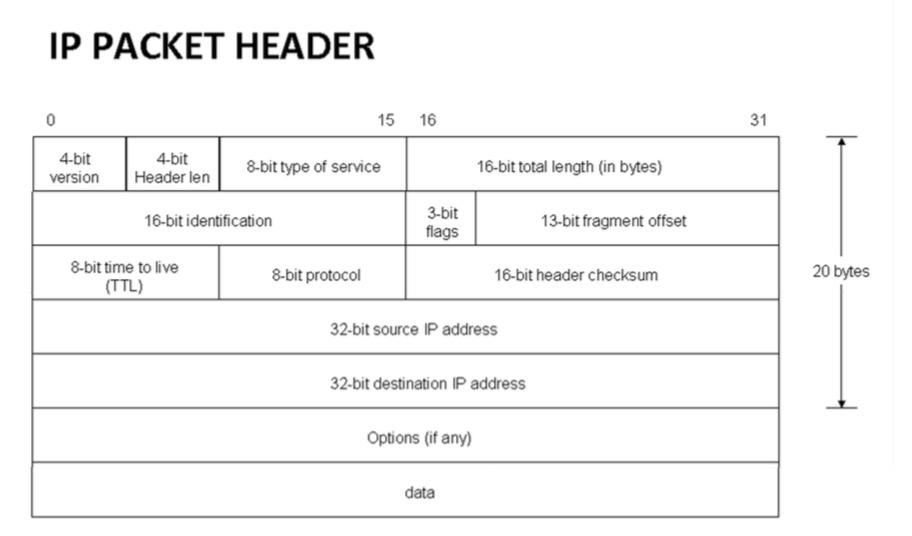 IP PACKET HEADER
0 15 16 31
4-bit
version
4-bit
Header len
8-bit type of service
16-bit total length (in bytes)
16-bit identification
3-bit
flags
13-bit fragment offset
8-bit time to live
(TTL)
8-bit protocol
16-bit header checksum
20 bytes
32-bit source IP address
32-bit destination IP address
Options (if any)
data